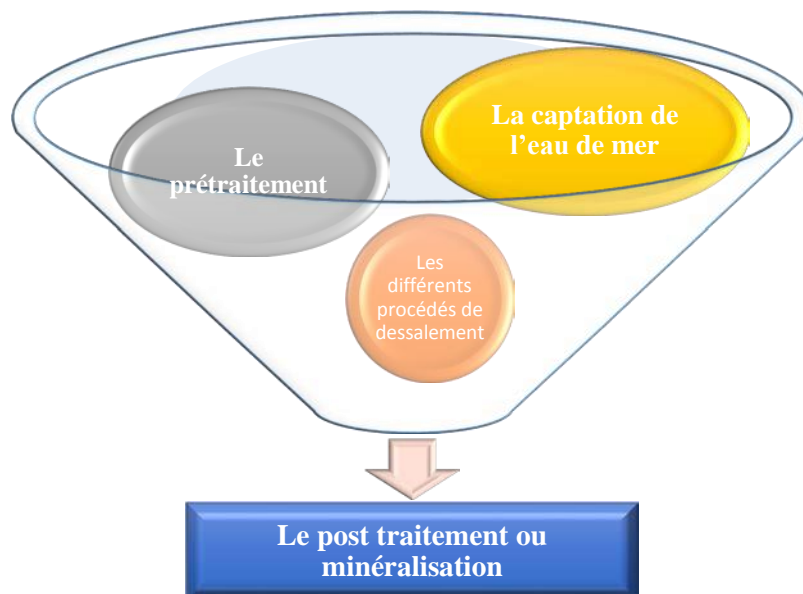 La captation de
l'eau de mer
Le
prétraitement
Les
différents
procédés de
dessalement
Le post traitement ou
minéralisation